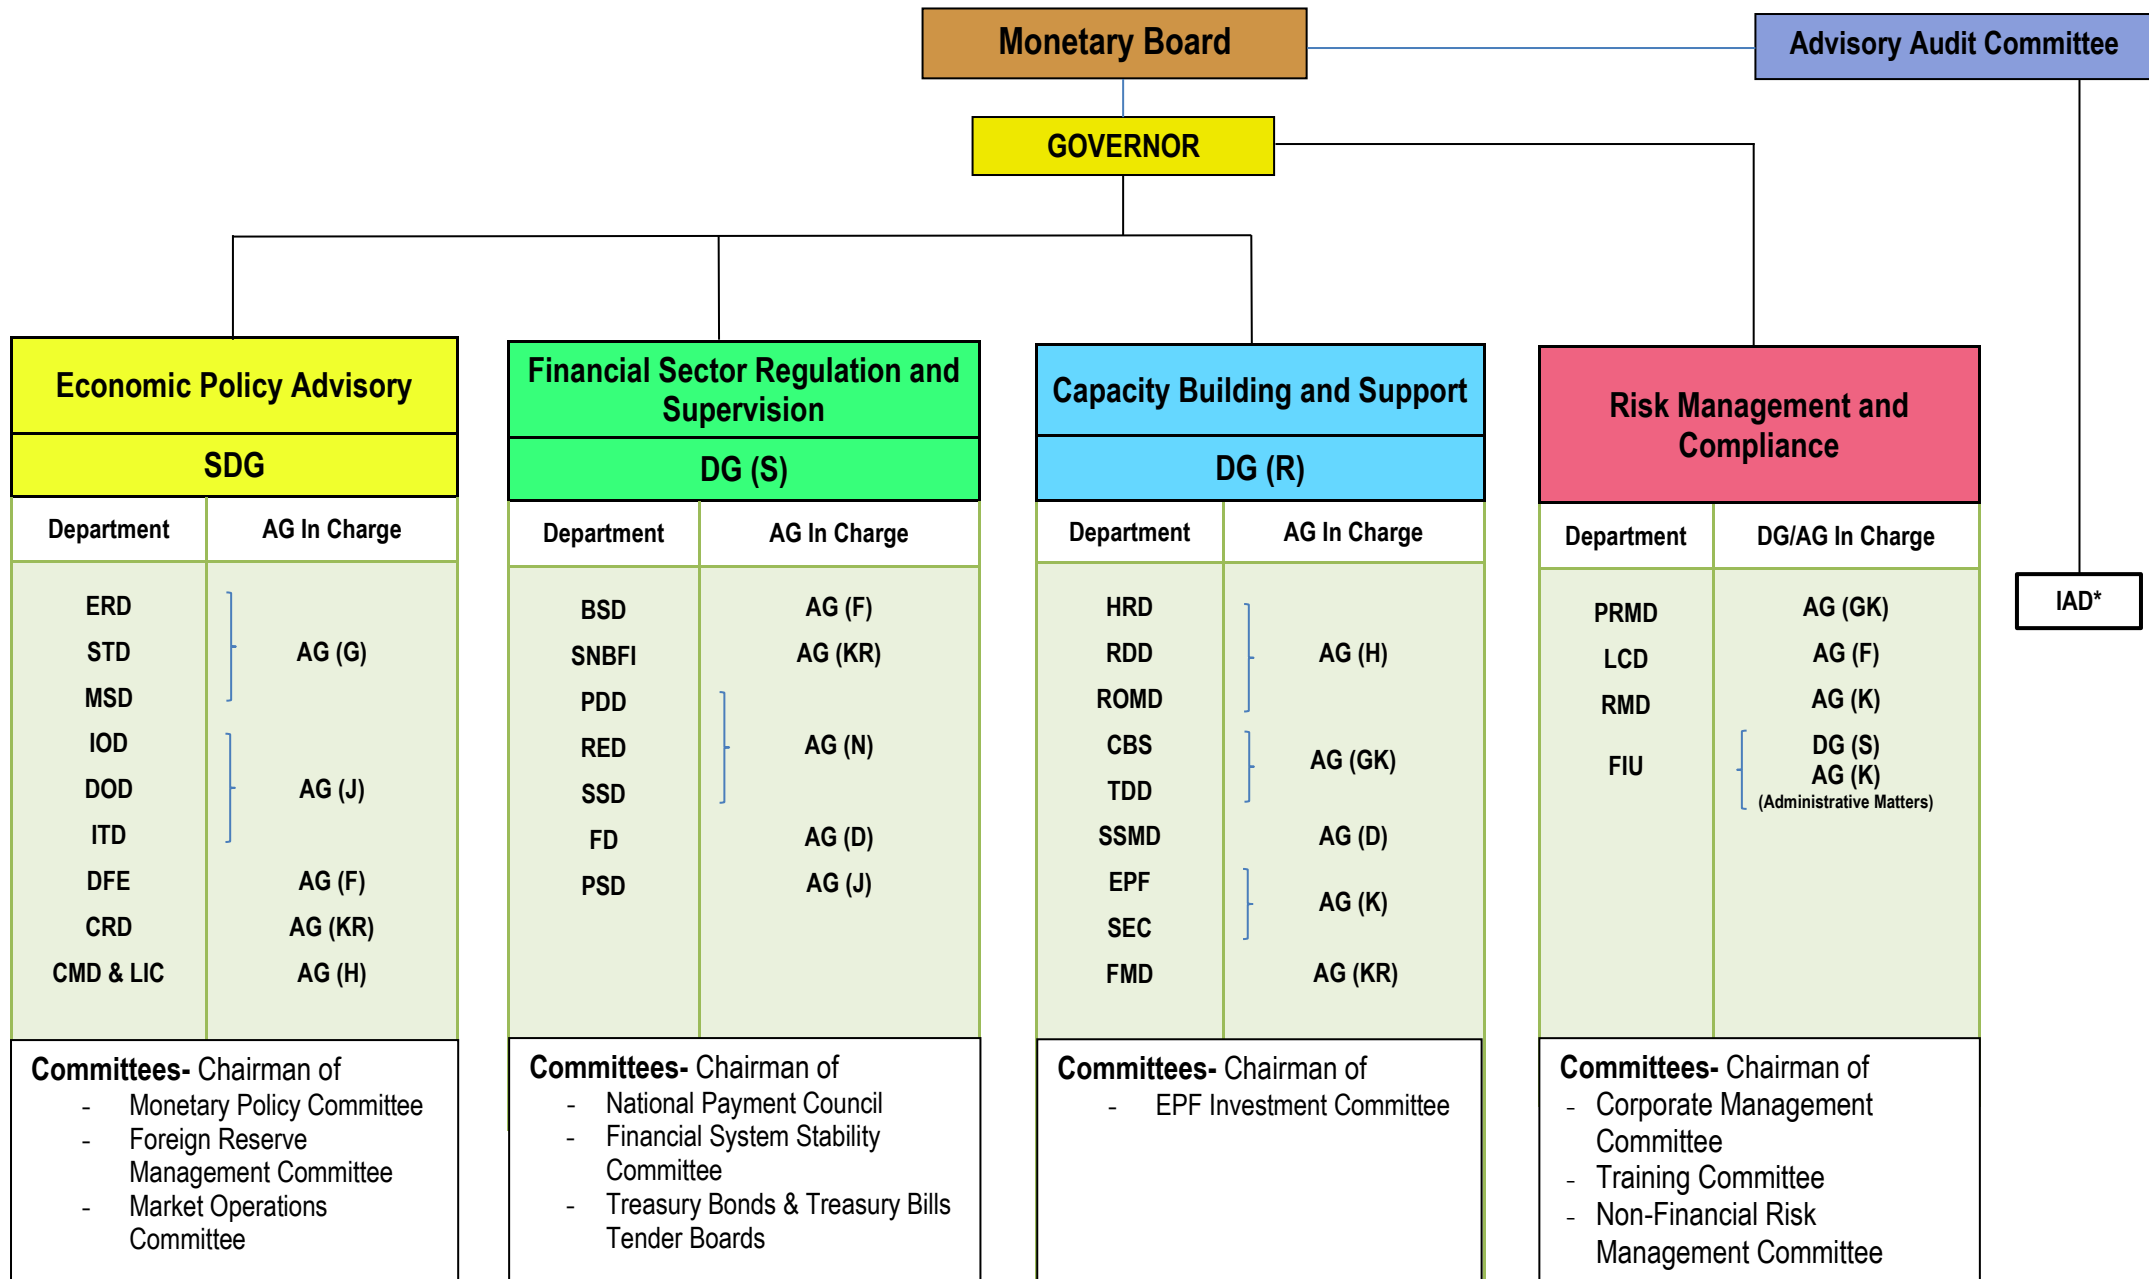 Monetary Board
Advisory Audit Committee
GOVERNOR
Economic Policy Advisory
SDG
Department
AG In Charge
ERD
STD
AG (G)
MSD
IOD
DOD
AG (J)
ITD
DFE
AG (F)
CRD
AG (KR)
CMD & LIC
AG (H)
Committees- Chairman of
- Monetary Policy Committee
- Foreign Reserve
Management Committee
- Market Operations
Committee
Financial Sector Regulation and
Supervision
DG (S)
Department
AG In Charge
BSD
AG (F)
SNBFI
AG (KR)
PDD
RED
AG (N)
SSD
FD
AG (D)
PSD
AG (J)
Committees- Chairman of
- National Payment Council
- Financial System Stability
Committee
- Treasury Bonds & Treasury Bills
Tender Boards
Capacity Building and Support
DG (R)
Department
AG In Charge
HRD
RDD
AG (H)
ROMD
CBS
AG (GK)
TDD
SSMD
AG (D)
EPF
AG (K)
SEC
FMD
AG (KR)
Committees- Chairman of
- EPF Investment Committee
Risk Management and
Compliance
Department
DG/AG In Charge
PRMD
AG (GK)
LCD
AG (F)
RMD
AG (K)
FIU
DG (S)
AG (K)
(Administrative Matters)
Committees- Chairman of
- Corporate Management
Committee
- Training Committee
- Non-Financial Risk
Management Committee
IAD*